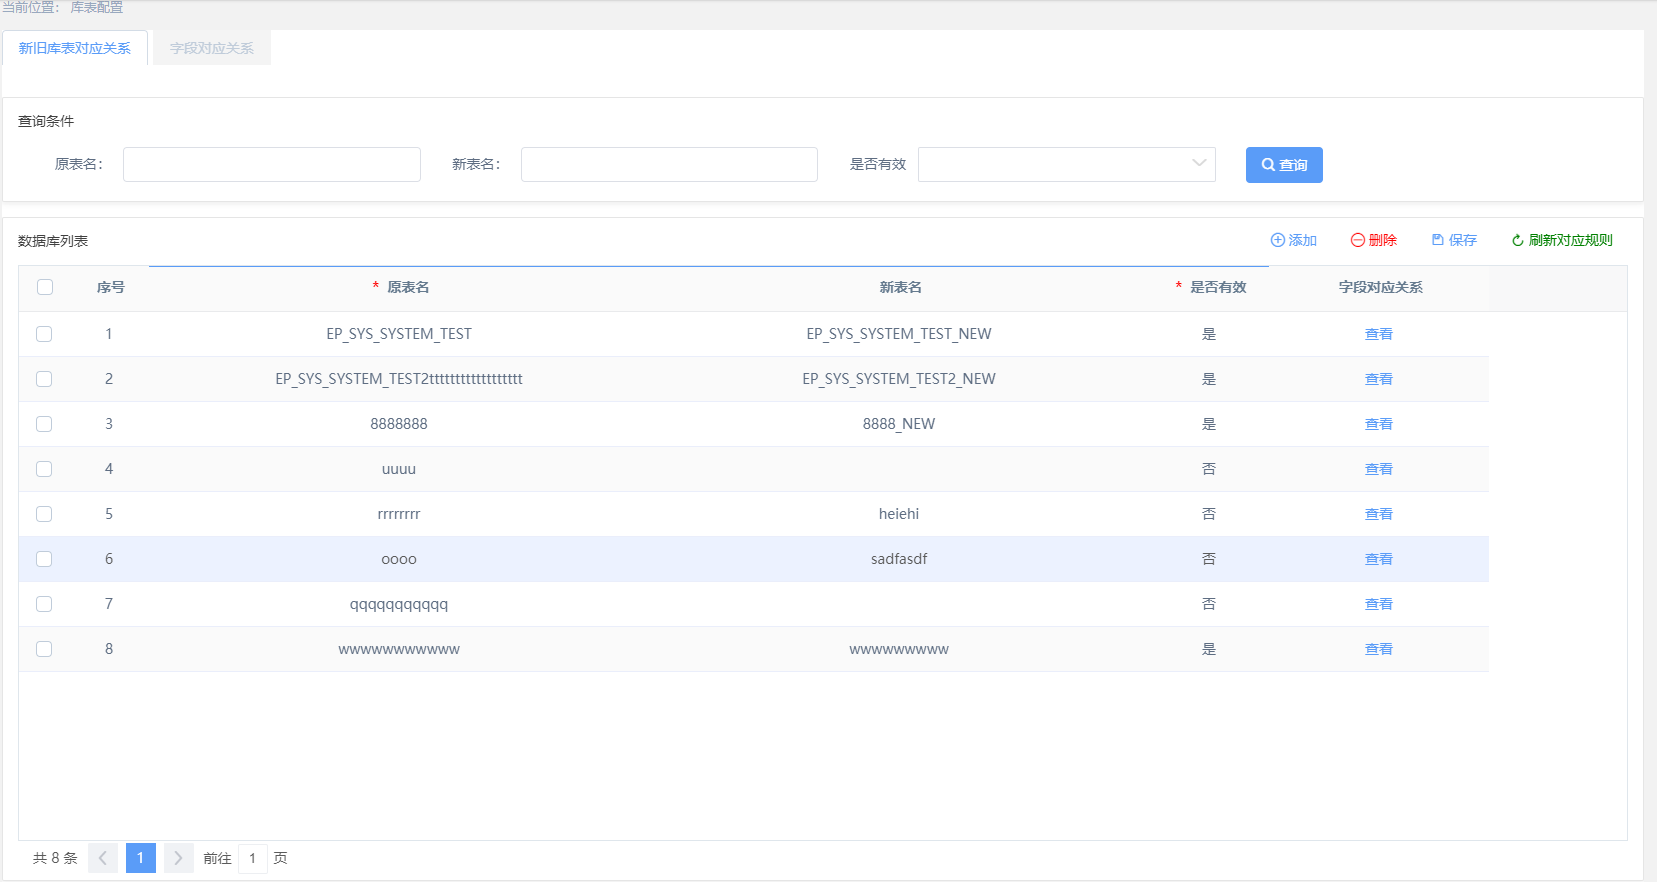 当前位置： 库表配置
新旧库表对应关系 字段对应关系
查询条件
原表名： 新表名： 是否有效 查询
数据库列表 添加 删除 保存 刷新对应规则
序号 * 原表名 新表名 * 是否有效 字段对应关系
1 EP_SYS_SYSTEM_TEST EP_SYS_SYSTEM_TEST_NEW 是 查看
2 EP_SYS_SYSTEM_TEST2tttttttttttttttttt EP_SYS_SYSTEM_TEST2_NEW 是 查看
3 8888888 8888_NEW 是 查看
4 uuuu 否 查看
5 rrrrrrrr heiehi 否 查看
6 oooo sadfasdf 否 查看
7 qqqqqqqqqqq 否 查看
8 wwwwwwwwwww wwwwwwwww 是 查看
共 8 条 1 前往 1 页